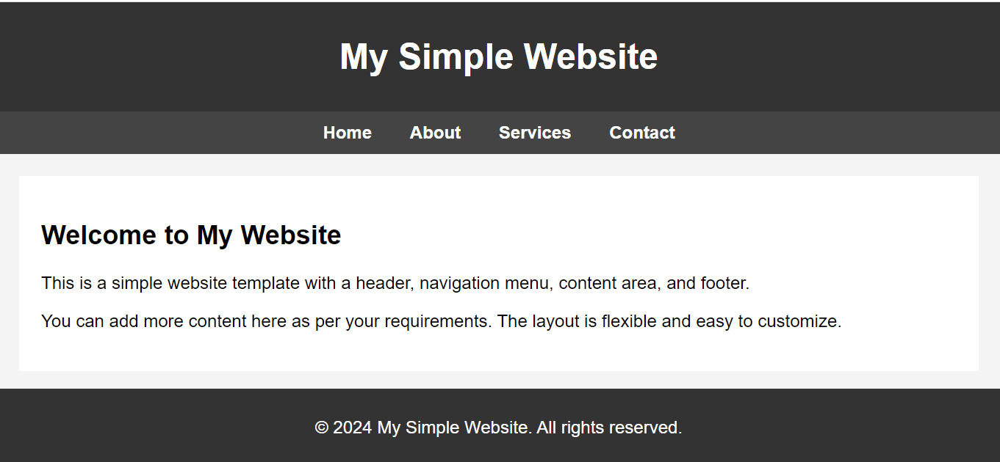 My Simple Website
Home About Services Contact
Welcome to My Website
This is a simple website template with a header, navigation menu, content area, and footer.
You can add more content here as per your requirements. The layout is flexible and easy to customize.
© 2024 My Simple Website. All rights reserved.